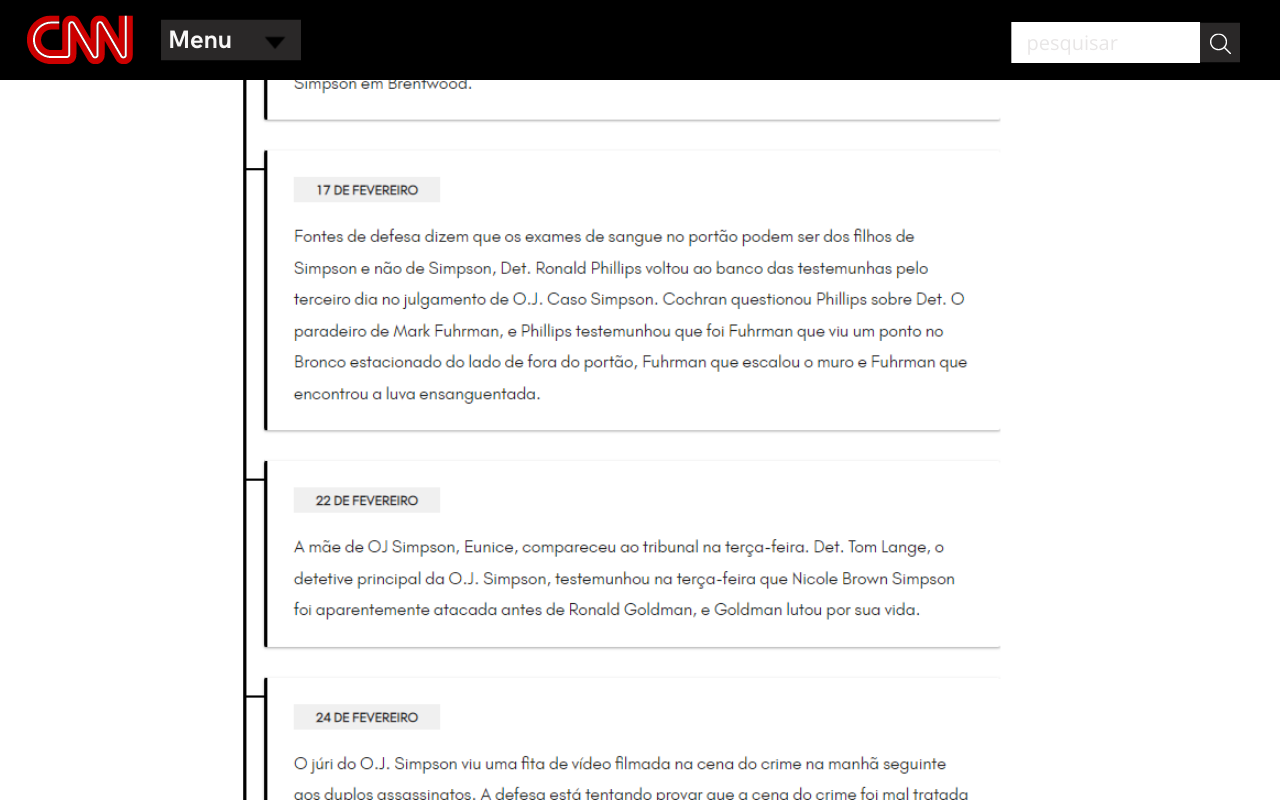 CNN
Menu
pesquisar
Simpson em Brentwood.
17 DE FEVEREIRO
Fontes de defesa dizem que os exames de sangue no portão podem ser dos filhos de
Simpson e não de Simpson, Det. Ronald Phillips voltou ao banco das testemunhas pelo
terceiro dia no julgamento de O.J. Caso Simpson. Cochran questionou Phillips sobre Det. O
paradeiro de Mark Fuhrman, e Phillips testemunhou que foi Fuhrman que viu um ponto no
Bronco estacionado do lado de fora do portão, Fuhrman que escalou o muro e Fuhrman que
encontrou a luva ensanguentada.
22 DE FEVEREIRO
A mãe de OJ Simpson, Eunice, compareceu ao tribunal na terça-feira. Det. Tom Lange, o
detetive principal da O.J. Simpson, testemunhou na terça-feira que Nicole Brown Simpson
foi aparentemente atacada antes de Ronald Goldman, e Goldman lutou por sua vida.
24 DE FEVEREIRO
O júri do O.J. Simpson viu uma fita de vídeo filmada na cena do crime na manhã seguinte
aos duplos assassinatos. A defesa está tentando provar que a cena do crime foi mal tratada